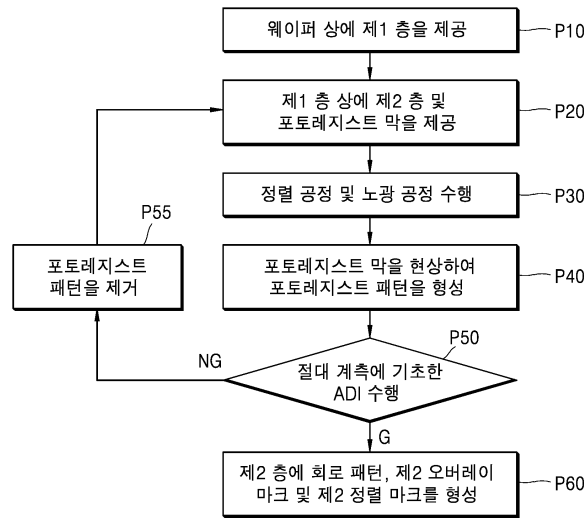 웨이퍼 상에 제1 층을 제공
P10
제1 층 상에 제2 층 및
포토레지스트 막을 제공
P20
정렬 공정 및 노광 공정 수행
P30
P55
포토레지스트
패턴을 제거
포토레지스트 막을 현상하여
포토레지스트 패턴을 형성
P40
P50
NG
절대 계측에 기초한
ADI 수행
G
제2 층에 회로 패턴, 제2 오버레이
마크 및 제2 정렬 마크를 형성
P60